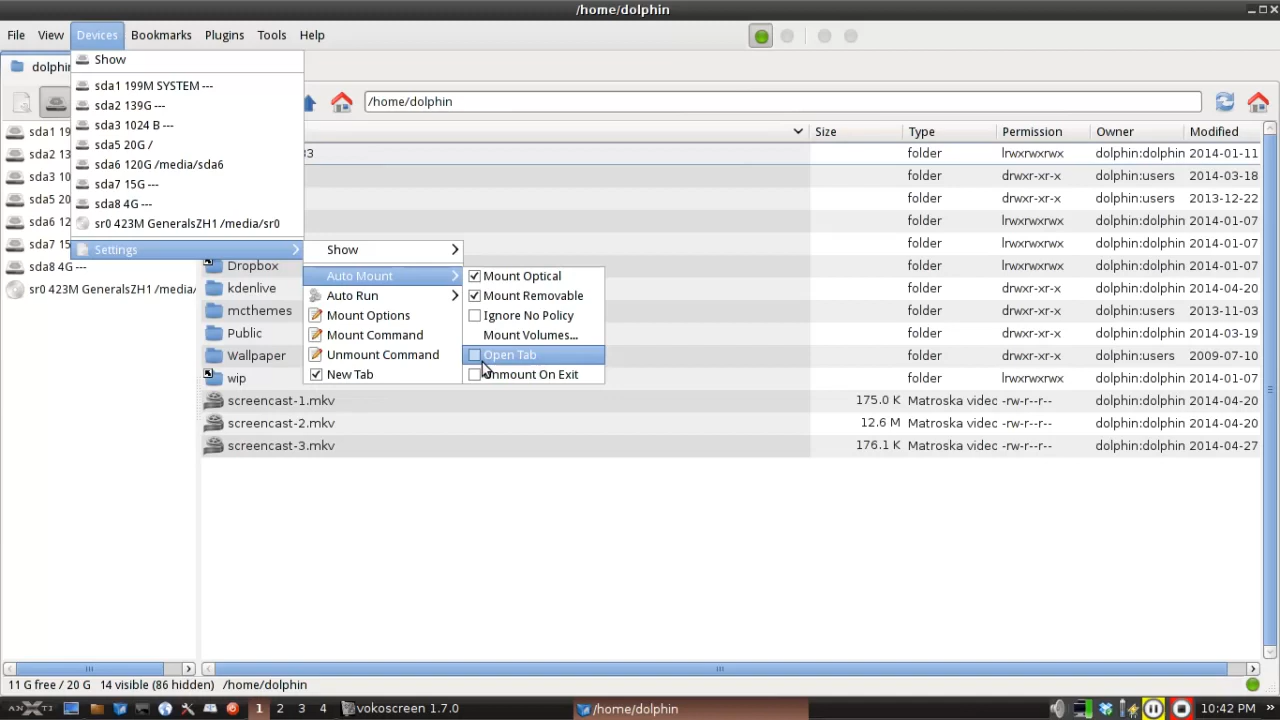 /home/dolphin
File View Devices Bookmarks Plugins Tools Help
dolphin
Show
sda1 199M SYSTEM ---
sda2 139G ---
sda3 1024 B ---
sda5 20G /
sda6 120G /media/sda6
sda7 15G ---
sda8 4G ---
sr0 423M GeneralsZH1 /media/sr0
Settings
/home/dolphin
sda1 19
sda2 13
sda3 10
sda5 20
sda6 12
sda7 15
sda8 4G ---
sr0 423M GeneralsZH1 /media/
Show
Auto Mount
Auto Run
Mount Options
Mount Command
Unmount Command
New Tab
Mount Optical
Mount Removable
Ignore No Policy
Mount Volumes...
Open Tab
Unmount On Exit
Size Type Permission Owner Modified
33 folder lrwxrwxrwx dolphin:dolphin 2014-01-11
folder drwxr-xr-x dolphin:users 2014-03-18
folder drwxr-xr-x dolphin:users 2013-12-22
folder lrwxrwxrwx dolphin:dolphin 2014-01-07
folder lrwxrwxrwx dolphin:dolphin 2014-01-07
Dropbox folder lrwxrwxrwx dolphin:dolphin 2014-01-07
kdenlive folder drwxr-xr-x dolphin:users 2014-01-07
mcthemes folder drwxr-xr-x dolphin:users 2013-11-03
Public folder drwxr-xr-x dolphin:dolphin 2014-03-19
Wallpaper folder drwxr-xr-x dolphin:users 2009-07-10
wip folder lrwxrwxrwx dolphin:dolphin 2014-01-07
screencast-1.mkv 175.0 K Matroska video -rw-r--r-- dolphin:dolphin 2014-04-20
screencast-2.mkv 12.6 M Matroska video -rw-r--r-- dolphin:dolphin 2014-04-20
screencast-3.mkv 176.1 K Matroska video -rw-r--r-- dolphin:dolphin 2014-04-27
11 G free / 20 G 14 visible (86 hidden) /home/dolphin
1 2 3 4 vokoscreen 1.7.0 /home/dolphin 10:42 PM